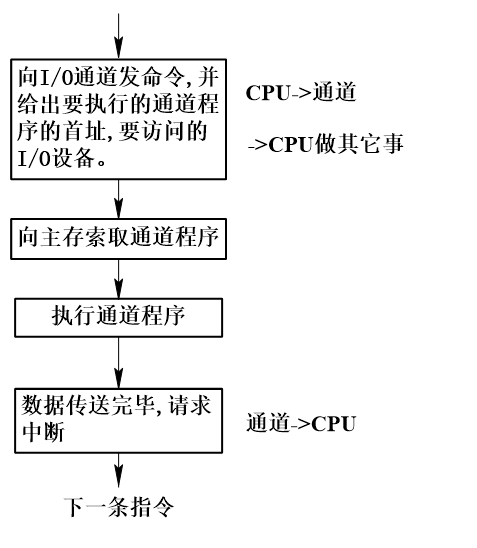 向I/O通道发命令,并
给出要执行的通道程
序的首址,要访问的
I/O设备。
CPU->通道
->CPU做其它事
向主存索取通道程序
执行通道程序
数据传送完毕,请求
中断
通道->CPU
下一条指令